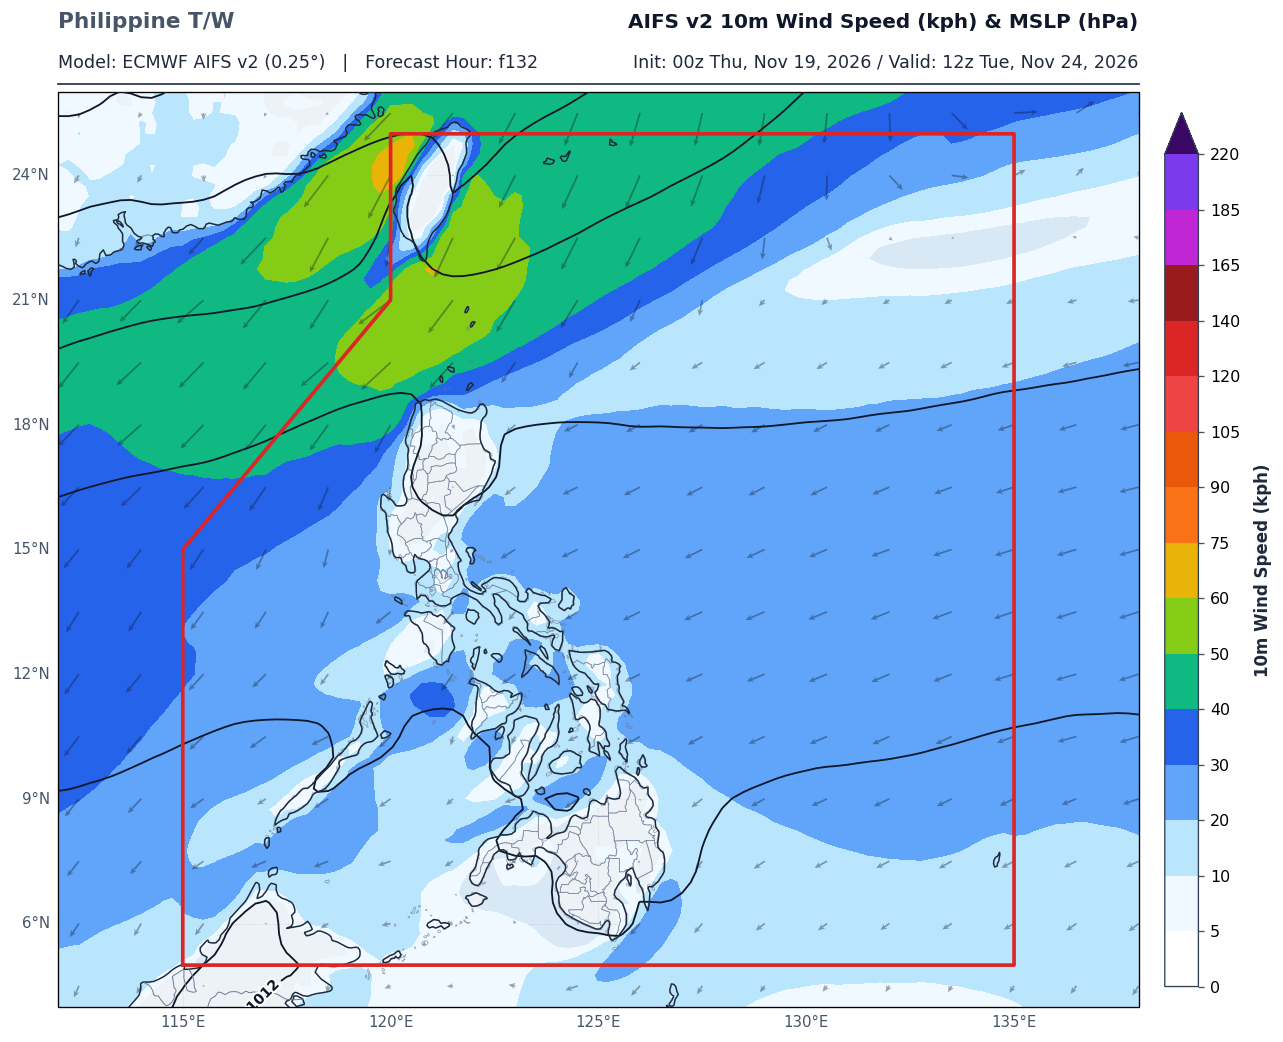 Philippine T/W
AIFS v2 10m Wind Speed (kph) & MSLP (hPa)
Model: ECMWF AIFS v2 (0.25°) | Forecast Hour: f132
Init: 00z Thu, Nov 19, 2026 / Valid: 12z Tue, Nov 24, 2026
24°N
21°N
18°N
15°N
12°N
9°N
6°N
115°E
120°E
125°E
130°E
135°E
1012
220
185
165
140
120
105
90
75
60
50
40
30
20
10
5
0
10m Wind Speed (kph)